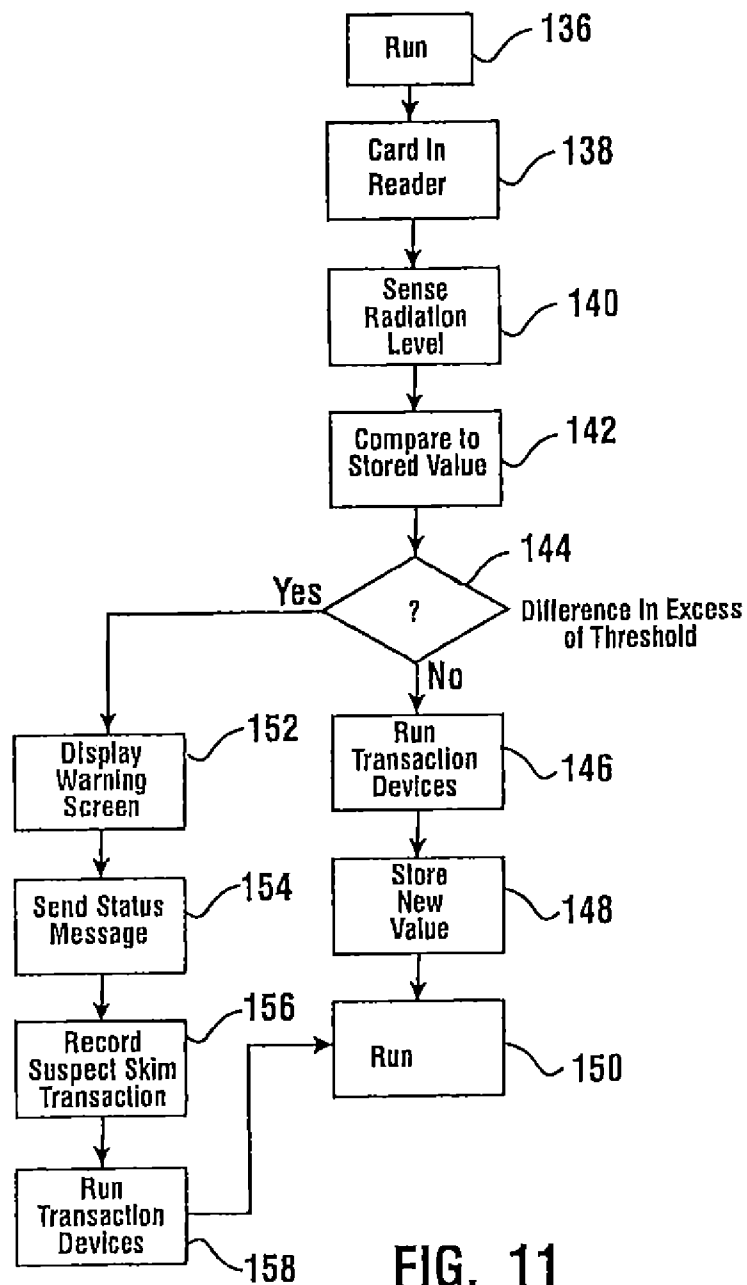 Run
136
Card In
Reader
138
Sense
Radiation
Level
140
Compare to
Stored Value
142
144
Yes
?
Difference In Excess
of Threshold
No
Display
Warning
Screen
152
Run
Transaction
Devices
146
Send Status
Message
154
Store
New
Value
148
Record
Suspect Skim
Transaction
156
Run
150
Run
Transaction
Devices
158
FIG. 11